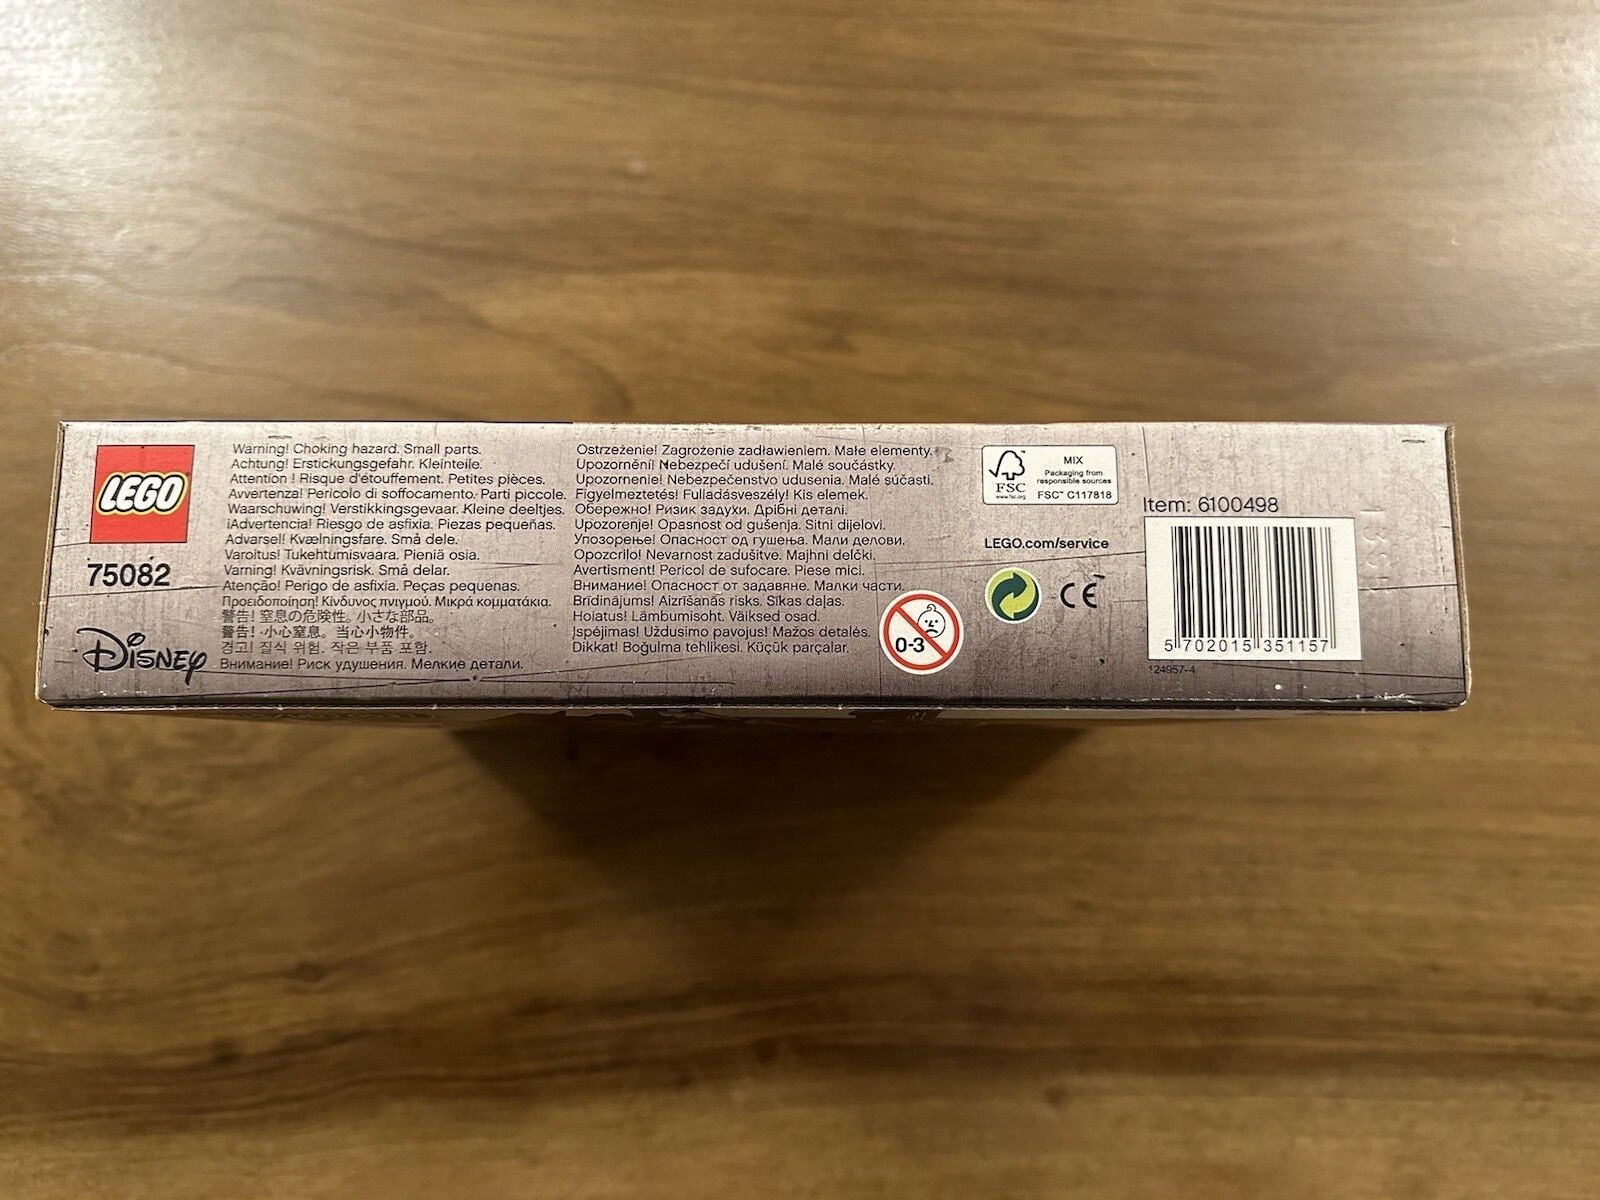 LEGO
75082
Disney
Warning! Choking hazard. Small parts.
Achtung! Erstickungsgefahr. Kleinteile.
Attention ! Risque d'étouffement. Petites pièces.
Avvertenza! Pericolo di soffocamento. Parti piccole.
Waarschuwing! Verstikkingsgevaar. Kleine deeltjes.
¡Advertencia! Riesgo de asfixia. Piezas pequeñas.
Advarsel! Kvælningsfare. Små dele.
Varoitus! Tukehtumisvaara. Pieniä osia.
Varning! Kvävningsrisk. Små delar.
Atenção! Perigo de asfixia. Peças pequenas.
Προειδοποίηση! Κίνδυνος πνιγμού. Μικρά κομματάκια.
警告! 窒息の危険性。小さな部品。
警告! 小心窒息。当心小物件。
경고! 질식 위험. 작은 부품 포함.
Внимание! Риск удушения. Мелкие детали.
Ostrzeżenie! Zagrożenie zadławieniem. Małe elementy.
Upozornění! Nebezpečí udušení. Malé součástky.
Upozornenie! Nebezpečenstvo udusenia. Malé súčasti.
Figyelmeztetés! Fulladásveszély! Kis elemek.
Обережно! Ризик задухи. Дрібні деталі.
Upozorenje! Opasnost od gušenja. Sitni dijelovi.
Упозорење! Опасност од гушења. Мали делови.
Opozorilo! Nevarnost zadušitve. Majhni delčki.
Avertisment! Pericol de sufocare. Piese mici.
Внимание! Опасност от задавяне. Малки части.
Brīdinājums! Aizrīšanās risks. Sīkas daļas.
Hoiatus! Lämbumisoht. Väiksed osad.
Įspėjimas! Uždusimo pavojus! Mažos detalės.
Dikkat! Boğulma tehlikesi. Küçük parçalar.
0-3
FSC
www.fsc.org
MIX
Packaging from
responsible sources
FSC™ C117818
LEGO.com/service
CE
Item: 6100498
5 702015 351157
124957-4